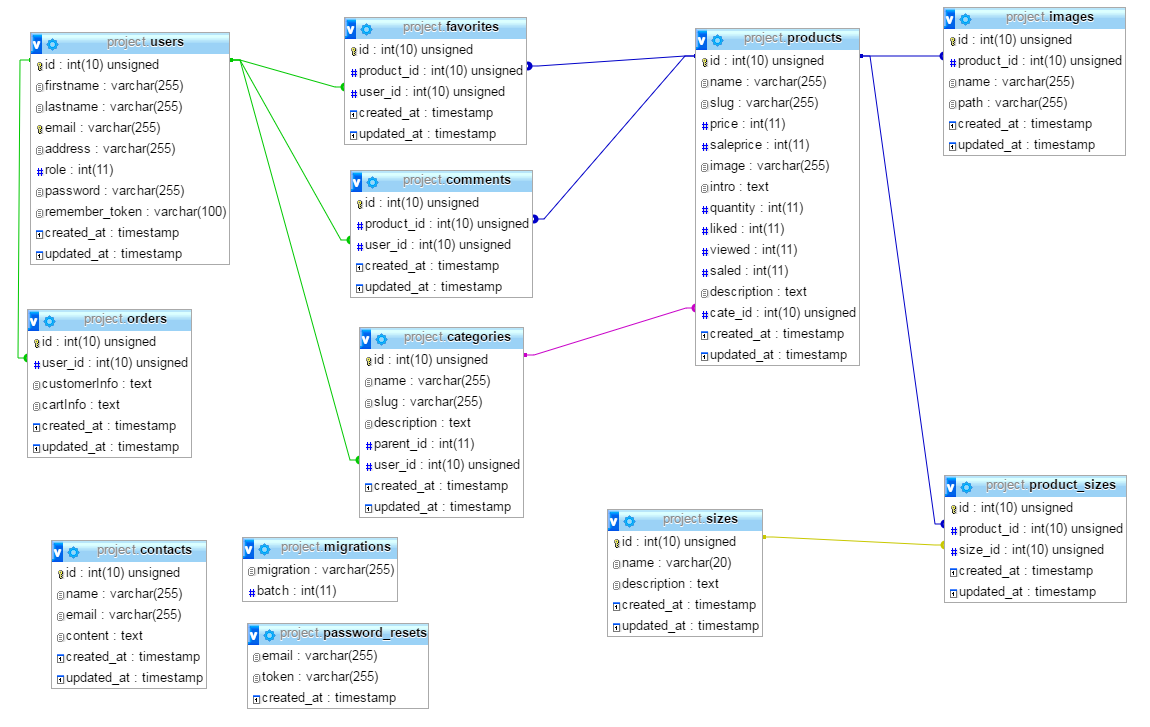 project.users
id : int(10) unsigned
firstname : varchar(255)
lastname : varchar(255)
email : varchar(255)
address : varchar(255)
role : int(11)
password : varchar(255)
remember_token : varchar(100)
created_at : timestamp
updated_at : timestamp
project.favorites
id : int(10) unsigned
product_id : int(10) unsigned
user_id : int(10) unsigned
created_at : timestamp
updated_at : timestamp
project.products
id : int(10) unsigned
name : varchar(255)
slug : varchar(255)
price : int(11)
saleprice : int(11)
image : varchar(255)
intro : text
quantity : int(11)
liked : int(11)
viewed : int(11)
saled : int(11)
description : text
cate_id : int(10) unsigned
created_at : timestamp
updated_at : timestamp
project.images
id : int(10) unsigned
product_id : int(10) unsigned
name : varchar(255)
path : varchar(255)
created_at : timestamp
updated_at : timestamp
project.comments
id : int(10) unsigned
product_id : int(10) unsigned
user_id : int(10) unsigned
created_at : timestamp
updated_at : timestamp
project.orders
id : int(10) unsigned
user_id : int(10) unsigned
customerInfo : text
cartInfo : text
created_at : timestamp
updated_at : timestamp
project.categories
id : int(10) unsigned
name : varchar(255)
slug : varchar(255)
description : text
parent_id : int(11)
user_id : int(10) unsigned
created_at : timestamp
updated_at : timestamp
project.product_sizes
id : int(10) unsigned
product_id : int(10) unsigned
size_id : int(10) unsigned
created_at : timestamp
updated_at : timestamp
project.sizes
id : int(10) unsigned
name : varchar(20)
description : text
created_at : timestamp
updated_at : timestamp
project.contacts
id : int(10) unsigned
name : varchar(255)
email : varchar(255)
content : text
created_at : timestamp
updated_at : timestamp
project.migrations
migration : varchar(255)
batch : int(11)
project.password_resets
email : varchar(255)
token : varchar(255)
created_at : timestamp